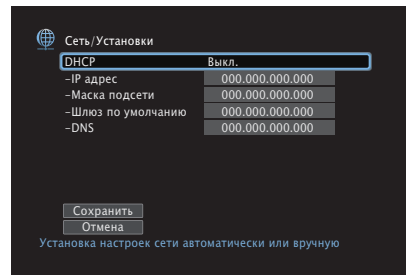 Сеть/Установки
DHCP Выкл.
–IP адрес 000.000.000.000
–Маска подсети 000.000.000.000
–Шлюз по умолчанию 000.000.000.000
–DNS 000.000.000.000
Сохранить
Отмена
Установка настроек сети автоматически или вручную